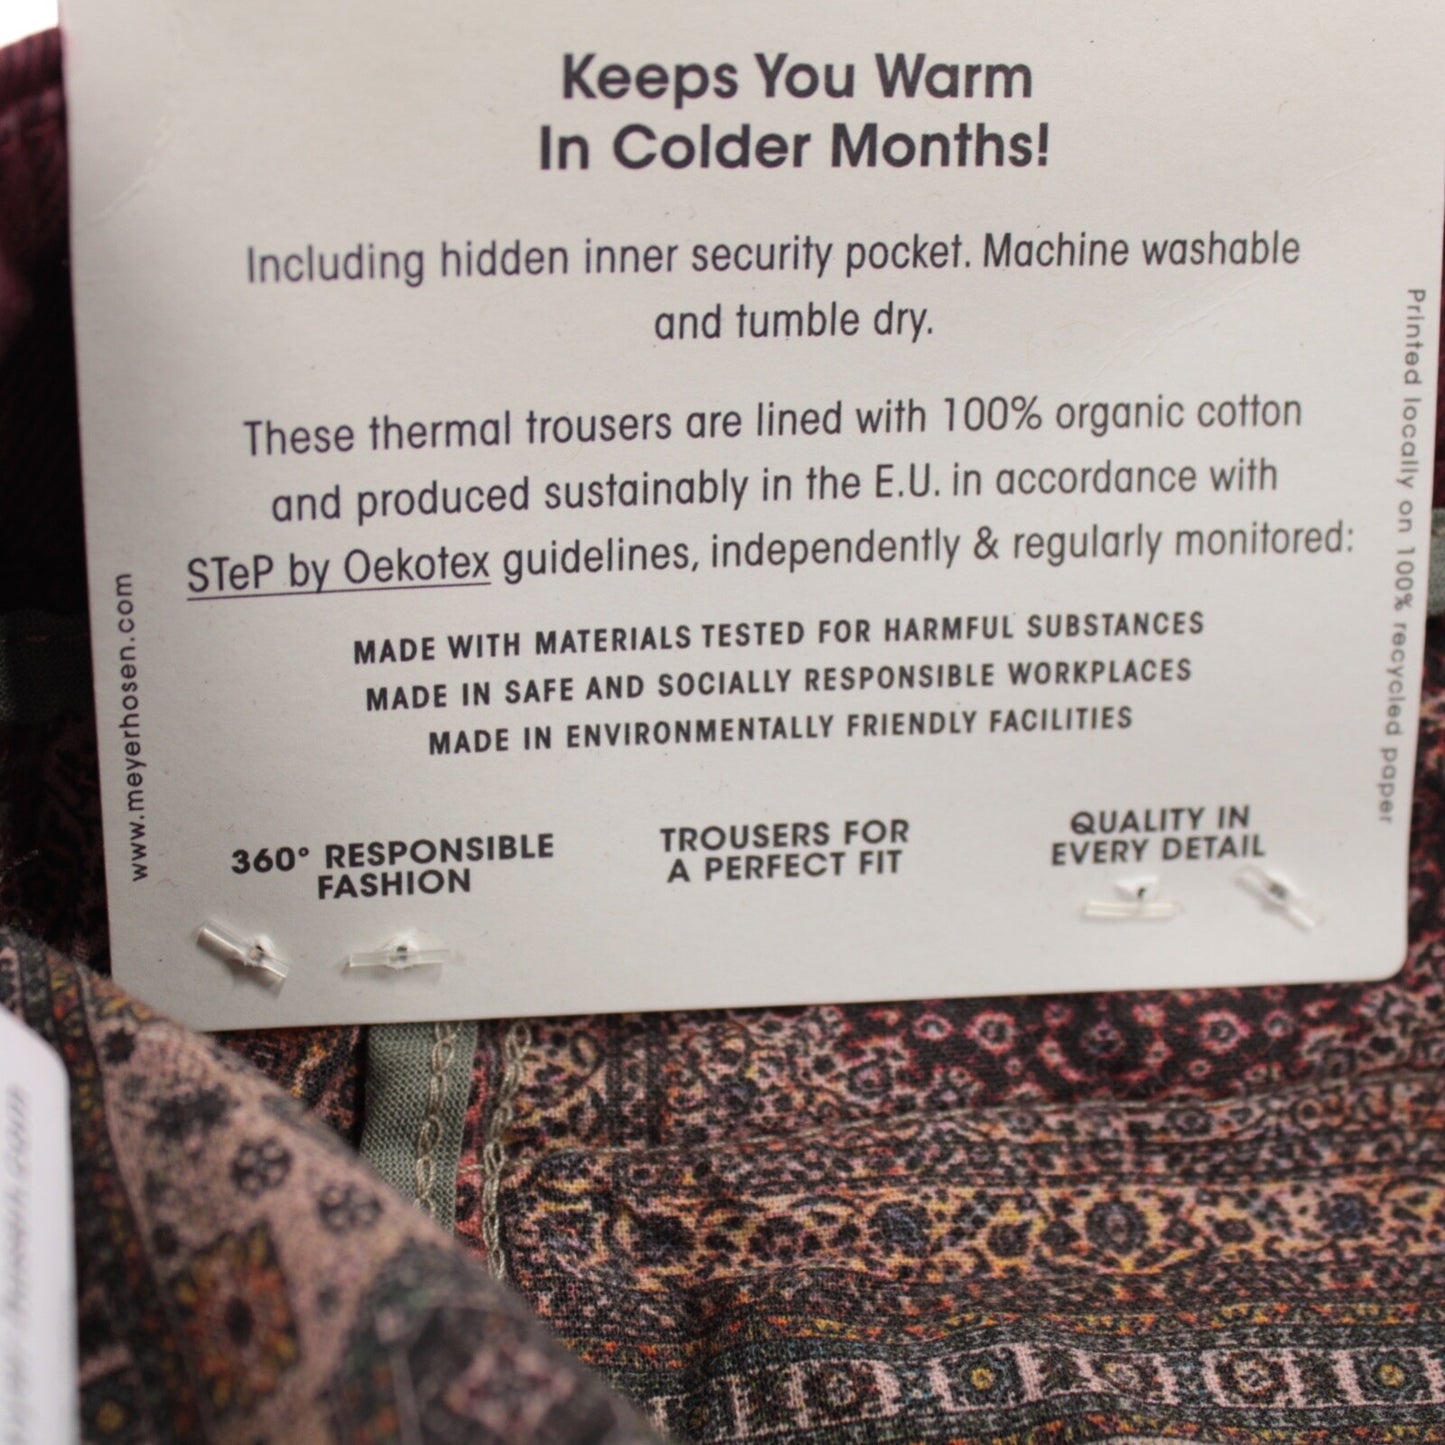 Keeps You Warm
In Colder Months!
Including hidden inner security pocket. Machine washable
and tumble dry.
These thermal trousers are lined with 100% organic cotton
and produced sustainably in the E.U. in accordance with
STeP by Oekotex guidelines, independently & regularly monitored:
MADE WITH MATERIALS TESTED FOR HARMFUL SUBSTANCES
MADE IN SAFE AND SOCIALLY RESPONSIBLE WORKPLACES
MADE IN ENVIRONMENTALLY FRIENDLY FACILITIES
360° RESPONSIBLE
FASHION
TROUSERS FOR
A PERFECT FIT
QUALITY IN
EVERY DETAIL
www.meyerhosen.com
Printed locally on 100% recycled paper